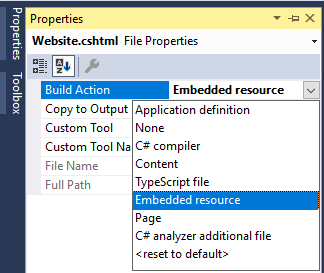 Properties
Toolbox
Properties
Website.cshtml File Properties
Build Action Embedded resource
Copy to Output
Custom Tool
Custom Tool Na
File Name
Full Path
Application definition
None
C# compiler
Content
TypeScript file
Embedded resource
Page
C# analyzer additional file
<reset to default>